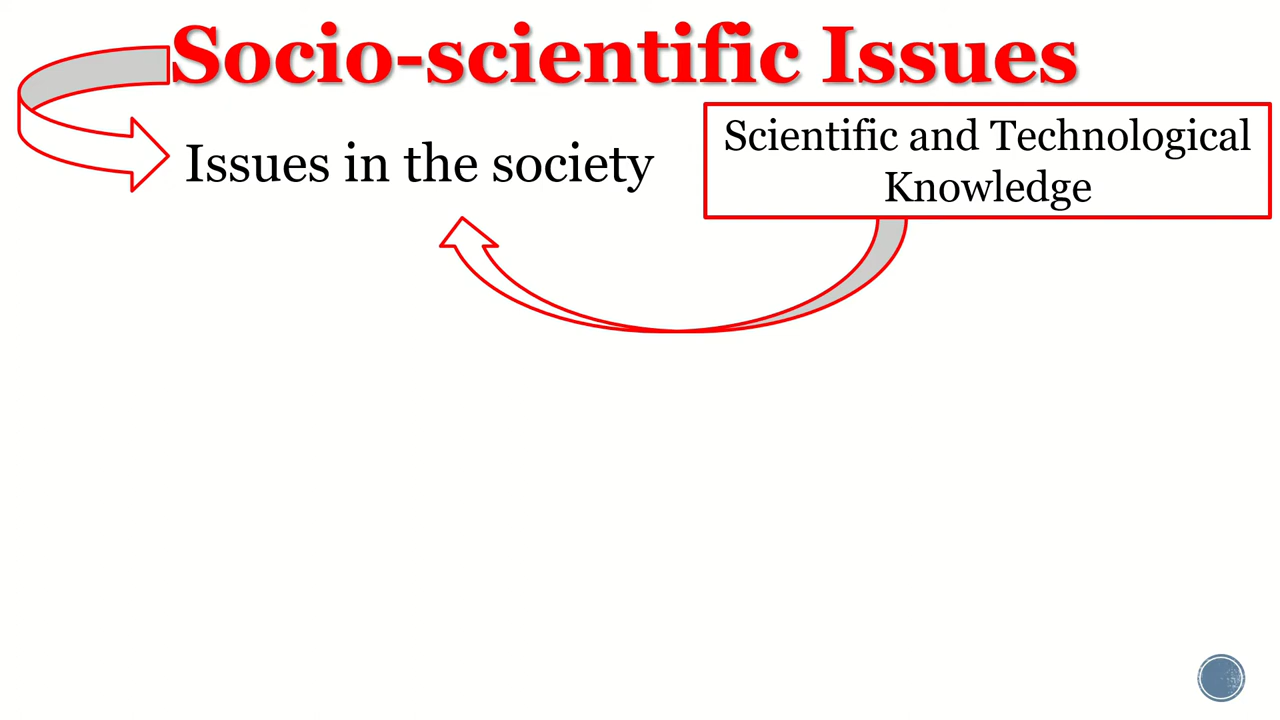 Socio-scientific Issues
Issues in the society
Scientific and Technological
Knowledge